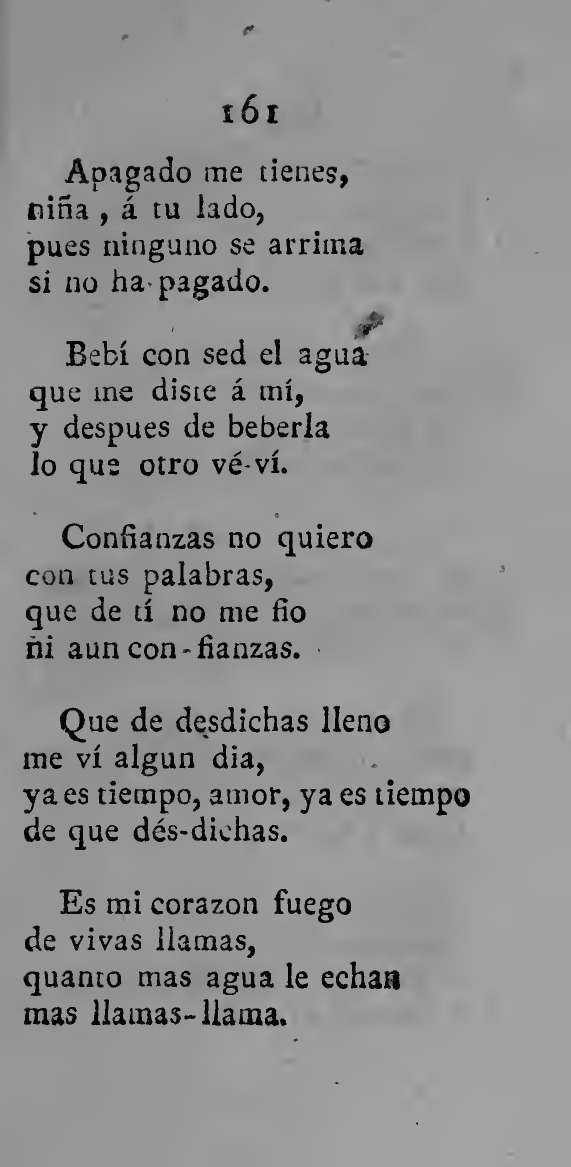 161
Apagado me tienes,
niña, á tu lado,
pues ninguno se arrima
si no ha-pagado.
Bebí con sed el agua
que me diste á mí,
y despues de beberla
lo que otro vé-ví.
Confianzas no quiero
con tus palabras,
que de tí no me fio
ni aun con-fianzas.
Que de desdichas lleno
me ví algun dia,
ya es tiempo, amor, ya es tiempo
de que dés-dichas.
Es mi corazon fuego
de vivas llamas,
quanto mas agua le echan
mas llamas-llama.